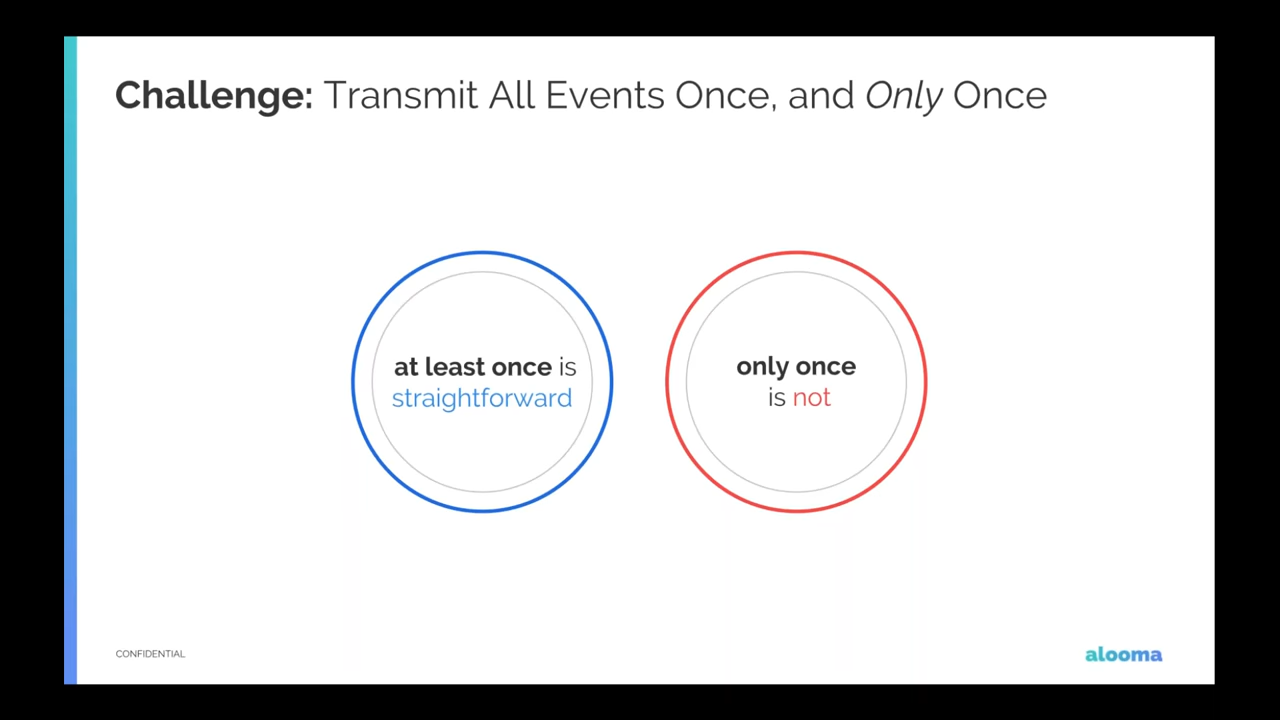 Challenge: Transmit All Events Once, and Only Once
at least once is
straightforward
only once
is not
CONFIDENTIAL
alooma